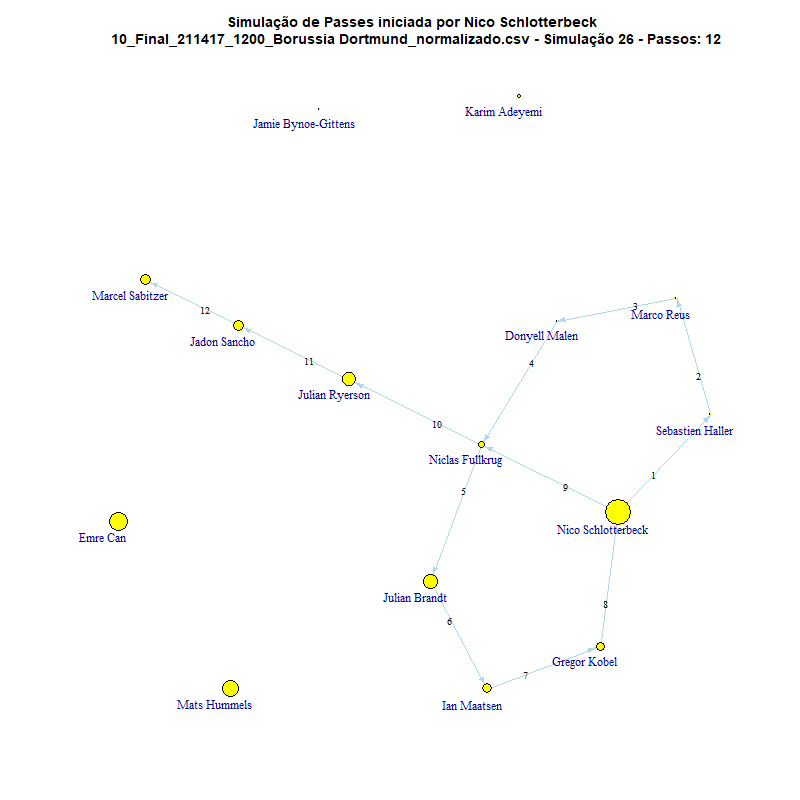 Simulação de Passes iniciada por Nico Schlotterbeck
10_Final_211417_1200_Borussia Dortmund_normalizado.csv - Simulação 26 - Passos: 12
Karim Adeyemi
Jamie Bynoe-Gittens
Marcel Sabitzer
12
3
Marco Reus
Donyell Malen
Jadon Sancho
11
4
2
Julian Ryerson
10
Sebastien Haller
Niclas Fullkrug
1
9
5
Nico Schlotterbeck
Emre Can
Julian Brandt
8
6
Gregor Kobel
7
Mats Hummels
Ian Maatsen